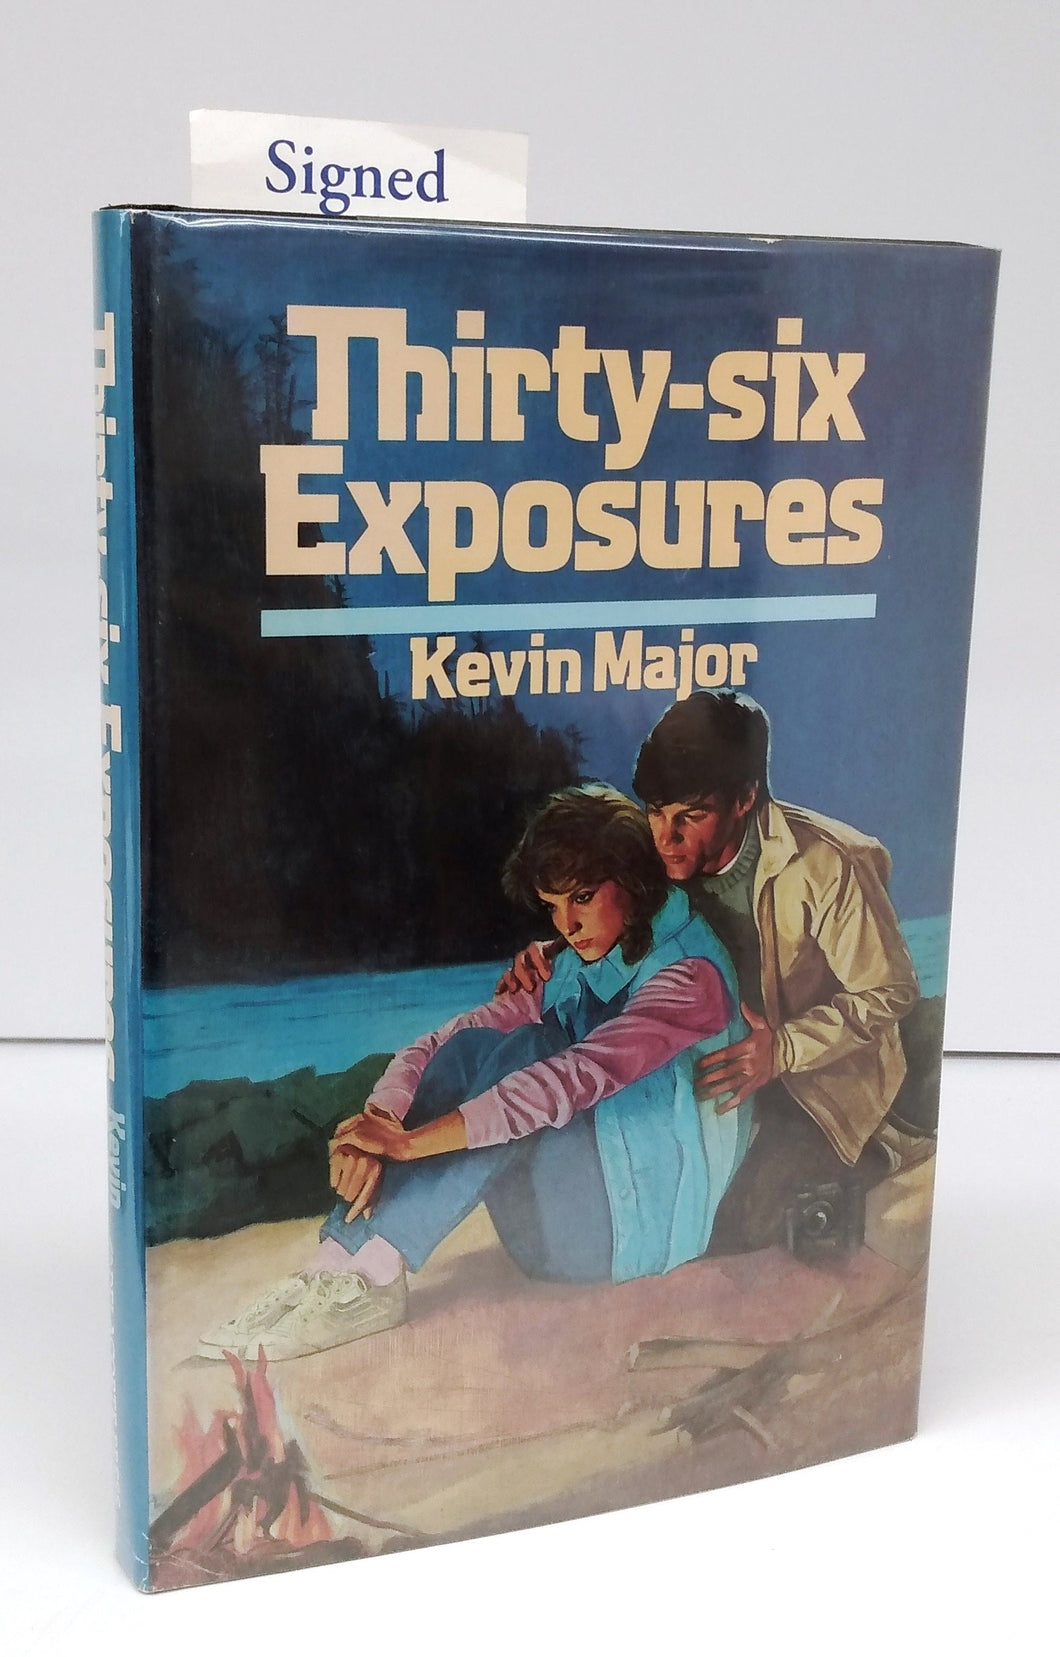 Signed
Thirty-six
Exposures
Kevin Major
Thirty-six Exposures Kevin